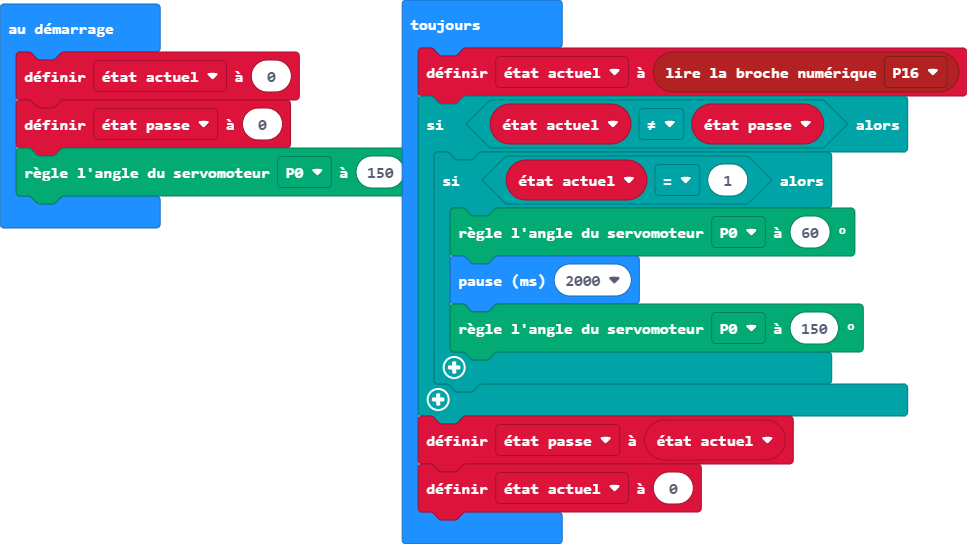 au démarrage
définir état actuel à 0
définir état passe à 0
règle l'angle du servomoteur P0 à 150
toujours
définir état actuel à lire la broche numérique P16
si état actuel ≠ état passe alors
si état actuel = 1 alors
règle l'angle du servomoteur P0 à 60 °
pause (ms) 2000
règle l'angle du servomoteur P0 à 150 °
définir état passe à état actuel
définir état actuel à 0